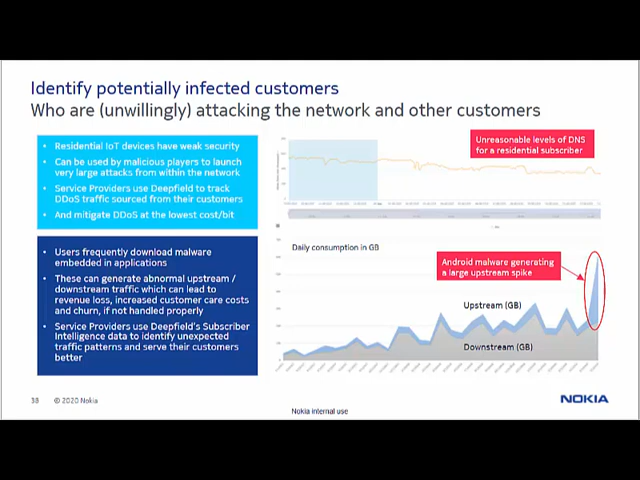 Identify potentially infected customers
Who are (unwillingly) attacking the network and other customers
• Residential IoT devices have weak security
• Can be used by malicious players to launch
very large attacks from within the network
• Service Providers use Deepfield to track
DDoS traffic sourced from their customers
• And mitigate DDoS at the lowest cost/bit
Unreasonable levels of DNS
for a residential subscriber
• Users frequently download malware
embedded in applications
• These can generate abnormal upstream /
downstream traffic which can lead to
revenue loss, increased customer care costs
and churn, if not handled properly
• Service Providers use Deepfield's Subscriber
Intelligence data to identify unexpected
traffic patterns and serve their customers
better
Daily consumption in GB
Android malware generating
a large upstream spike
Upstream (GB)
Downstream (GB)
38 © 2020 Nokia
Nokia internal use
NOKIA